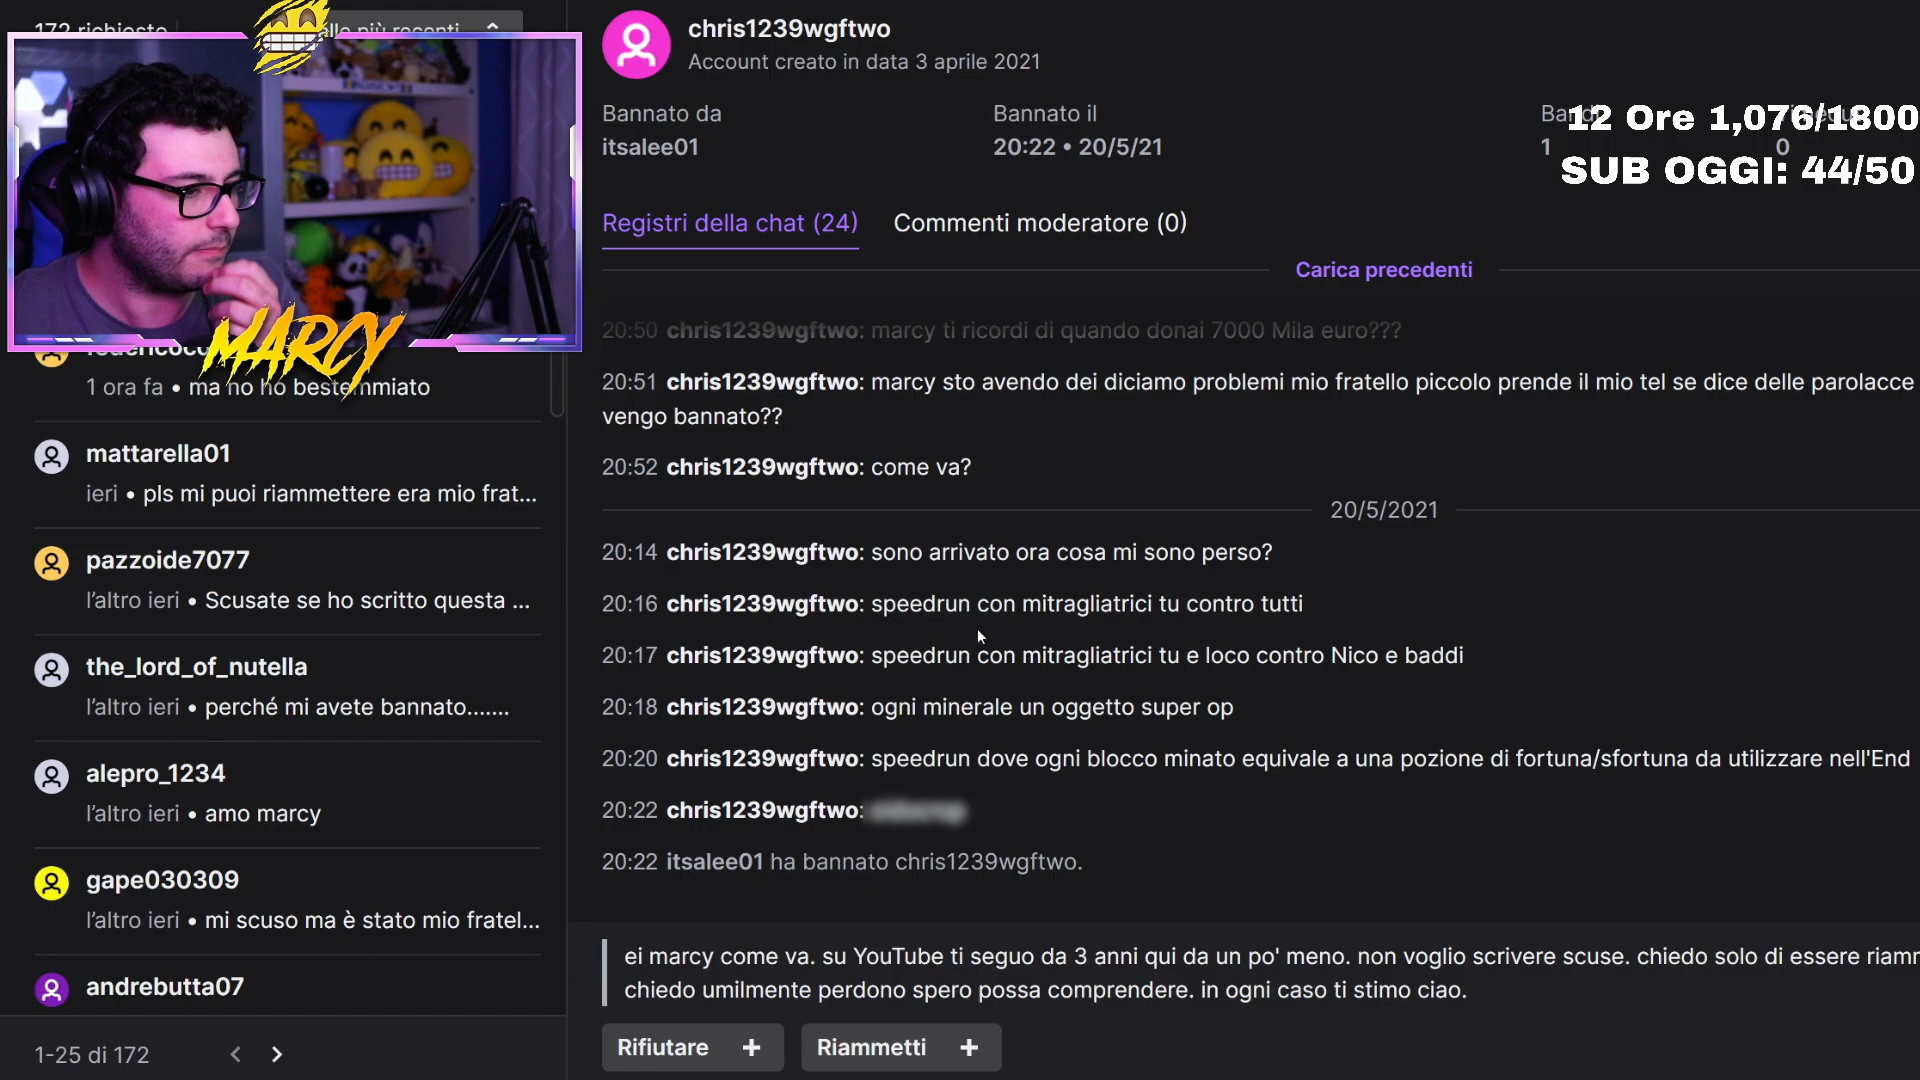 172 richieste
chris1239wgftwo
Account creato in data 3 aprile 2021
Bannato da
itsalee01
Bannato il
20:22 • 20/5/21
1
0
12 Ore 1,076/1800
SUB OGGI: 44/50
Registri della chat (24)
Commenti moderatore (0)
Carica precedenti
20:50 chris1239wgftwo: marcy ti ricordi di quando donai 7000 Mila euro???
20:51 chris1239wgftwo: marcy sto avendo dei diciamo problemi mio fratello piccolo prende il mio tel se dice delle parolacce
vengo bannato??
20:52 chris1239wgftwo: come va?
20/5/2021
20:14 chris1239wgftwo: sono arrivato ora cosa mi sono perso?
20:16 chris1239wgftwo: speedrun con mitragliatrici tu contro tutti
20:17 chris1239wgftwo: speedrun con mitragliatrici tu e loco contro Nico e baddi
20:18 chris1239wgftwo: ogni minerale un oggetto super op
20:20 chris1239wgftwo: speedrun dove ogni blocco minato equivale a una pozione di fortuna/sfortuna da utilizzare nell'End
20:22 chris1239wgftwo:
20:22 itsalee01 ha bannato chris1239wgftwo.
ei marcy come va. su YouTube ti seguo da 3 anni qui da un po' meno. non voglio scrivere scuse. chiedo solo di essere riamm
chiedo umilmente perdono spero possa comprendere. in ogni caso ti stimo ciao.
Rifiutare +
Riammetti +
MARCY
1 ora fa • ma no ho bestemmiato
mattarella01
ieri • pls mi puoi riammettere era mio frat...
pazzoide7077
l'altro ieri • Scusate se ho scritto questa ...
the_lord_of_nutella
l'altro ieri • perché mi avete bannato.......
alepro_1234
l'altro ieri • amo marcy
gape030309
l'altro ieri • mi scuso ma è stato mio fratel...
andrebutta07
1-25 di 172